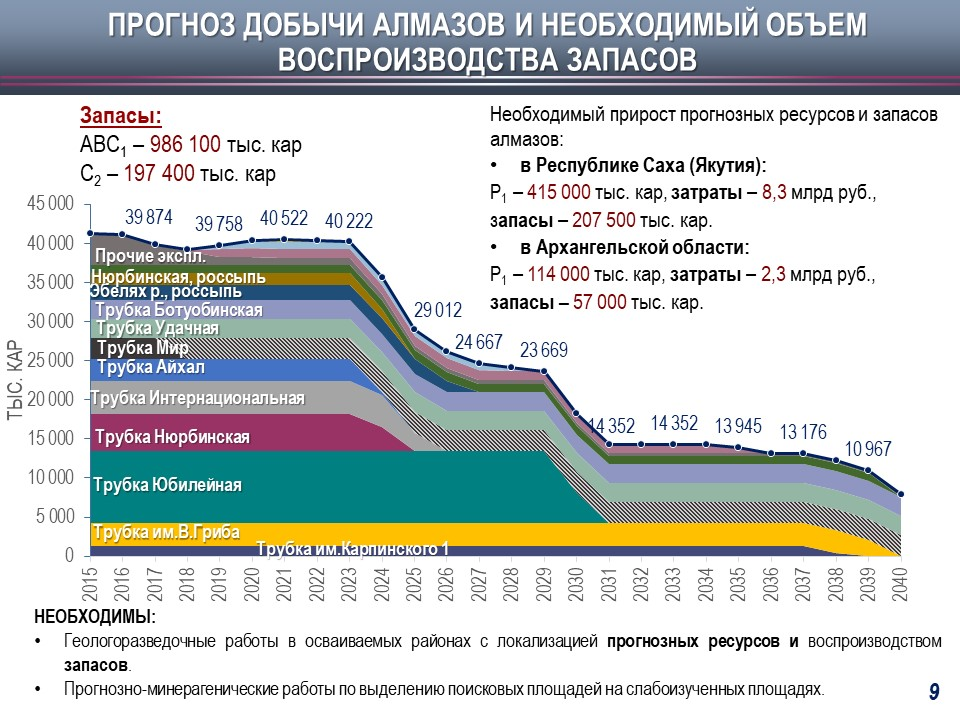 ПРОГНОЗ ДОБЫЧИ АЛМАЗОВ И НЕОБХОДИМЫЙ ОБЪЕМ
ВОСПРОИЗВОДСТВА ЗАПАСОВ
Запасы:
АВС₁ – 986 100 тыс. кар
С₂ – 197 400 тыс. кар
Необходимый прирост прогнозных ресурсов и запасов
алмазов:
• в Республике Саха (Якутия):
Р₁ – 415 000 тыс. кар, затраты – 8,3 млрд руб.,
запасы – 207 500 тыс. кар.
• в Архангельской области:
Р₁ – 114 000 тыс. кар, затраты – 2,3 млрд руб.,
запасы – 57 000 тыс. кар.
ТЫС. КАР
45 000
40 000
35 000
30 000
25 000
20 000
15 000
10 000
5 000
0
39 874
39 758
40 522
40 222
29 012
24 667
23 669
14 352
14 352
13 945
13 176
10 967
Прочие экспл.
Нюрбинская, россыпь
Эбелях р., россыпь
Трубка Ботуобинская
Трубка Удачная
Трубка Мир
Трубка Айхал
Трубка Интернациональная
Трубка Нюрбинская
Трубка Юбилейная
Трубка им.В.Гриба
Трубка им.Карпинского 1
2015
2016
2017
2018
2019
2020
2021
2022
2023
2024
2025
2026
2027
2028
2029
2030
2031
2032
2033
2034
2035
2036
2037
2038
2039
2040
НЕОБХОДИМЫ:
• Геологоразведочные работы в осваиваемых районах с локализацией прогнозных ресурсов и воспроизводством
запасов.
• Прогнозно-минерагенические работы по выделению поисковых площадей на слабоизученных площадях.
9